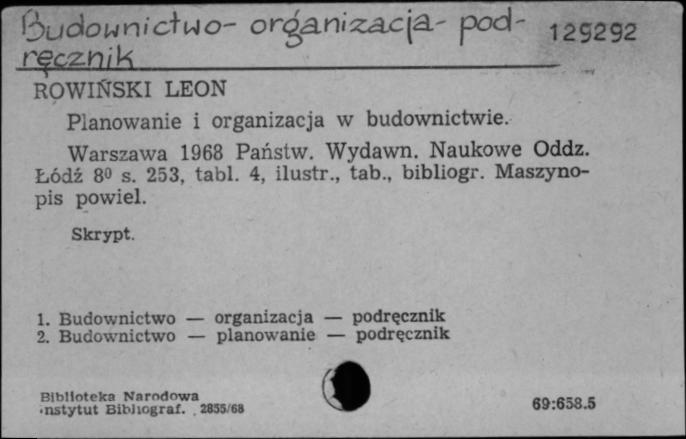 Budownictwo- organizacja- pod-
ręcznik
129292
ROWIŃSKI LEON
Planowanie i organizacja w budownictwie.
Warszawa 1968 Państw. Wydawn. Naukowe Oddz.
Łódź 8⁰ s. 253, tabl. 4, ilustr., tab., bibliogr. Maszyno-
pis powiel.
Skrypt.
1. Budownictwo — organizacja — podręcznik
2. Budownictwo — planowanie — podręcznik
Biblioteka Narodowa
nstytut Bibliograf. 2855/68
69:658.5